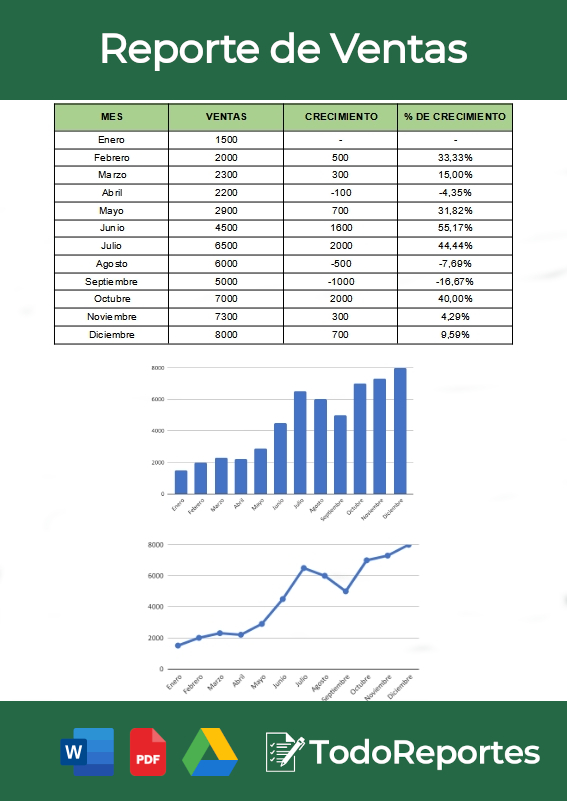 Reporte de Ventas
MES VENTAS CRECIMIENTO % DE CRECIMIENTO
Enero 1500 - -
Febrero 2000 500 33,33%
Marzo 2300 300 15,00%
Abril 2200 -100 -4,35%
Mayo 2900 700 31,82%
Junio 4500 1600 55,17%
Julio 6500 2000 44,44%
Agosto 6000 -500 -7,69%
Septiembre 5000 -1000 -16,67%
Octubre 7000 2000 40,00%
Noviembre 7300 300 4,29%
Diciembre 8000 700 9,59%
8000
6000
4000
2000
0
Enero Febrero Marzo Abril Mayo Junio Julio Agosto Septiembre Octubre Noviembre Diciembre
8000
6000
4000
2000
0
Enero Febrero Marzo Abril Mayo Junio Julio Agosto Septiembre Octubre Noviembre Diciembre
W PDF TodoReportes